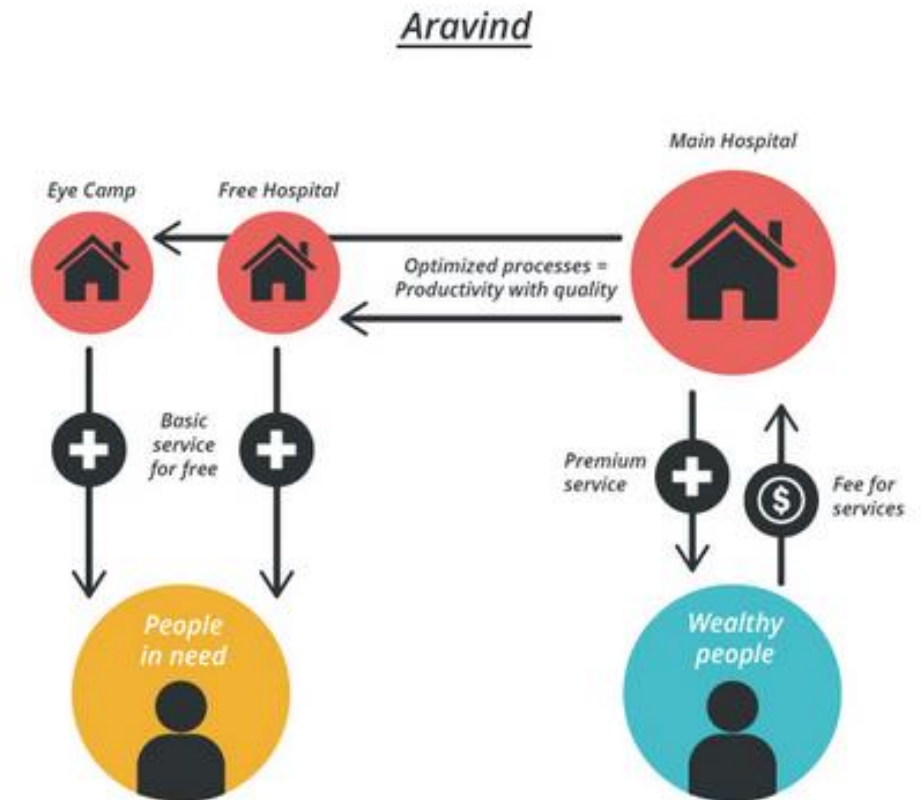 Aravind
Main Hospital
Eye Camp
Free Hospital
Optimized processes =
Productivity with quality
Basic
service
for free
Premium
service
$
Fee for
services
People
in need
Wealthy
people